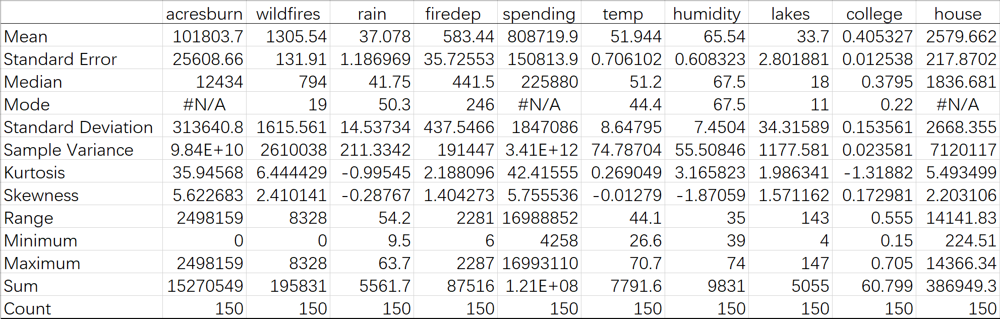 acresburn wildfires rain firedep spending temp humidity lakes college house
Mean 101803.7 1305.54 37.078 583.44 808719.9 51.944 65.54 33.7 0.405327 2579.662
Standard Error 25608.66 131.91 1.186969 35.72553 150813.9 0.706102 0.608323 2.801881 0.012538 217.8702
Median 12434 794 41.75 441.5 225880 51.2 67.5 18 0.3795 1836.681
Mode #N/A 19 50.3 246 #N/A 44.4 67.5 11 0.22 #N/A
Standard Deviation 313640.8 1615.561 14.53734 437.5466 1847086 8.64795 7.4504 34.31589 0.153561 2668.355
Sample Variance 9.84E+10 2610038 211.3342 191447 3.41E+12 74.78704 55.50846 1177.581 0.023581 7120117
Kurtosis 35.94568 6.444429 -0.99545 2.188096 42.41555 0.269049 3.165823 1.986341 -1.31882 5.493499
Skewness 5.622683 2.410141 -0.28767 1.404273 5.755536 -0.01279 -1.87059 1.571162 0.172981 2.203106
Range 2498159 8328 54.2 2281 16988852 44.1 35 143 0.555 14141.83
Minimum 0 0 9.5 6 4258 26.6 39 4 0.15 224.51
Maximum 2498159 8328 63.7 2287 16993110 70.7 74 147 0.705 14366.34
Sum 15270549 195831 5561.7 87516 1.21E+08 7791.6 9831 5055 60.799 386949.3
Count 150 150 150 150 150 150 150 150 150 150